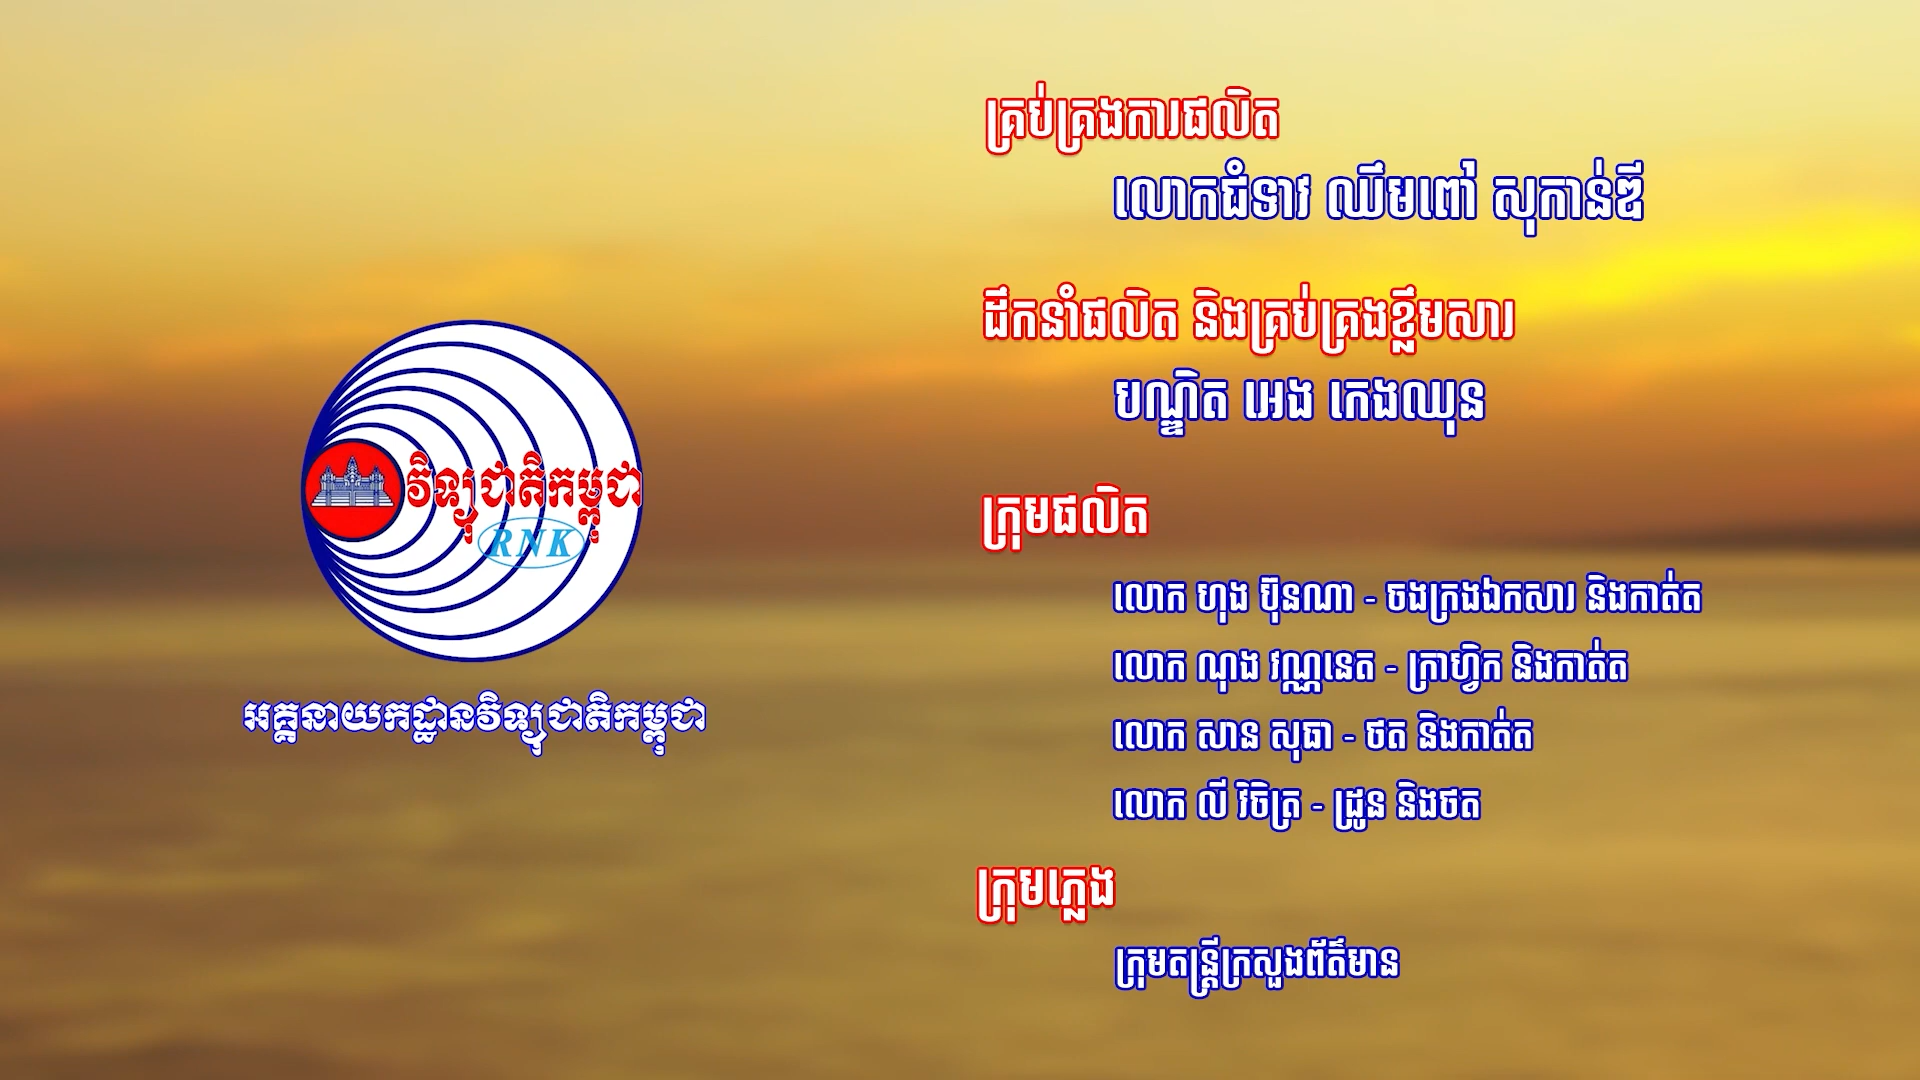 វិទ្យុជាតិកម្ពុជា
RNK
អគ្គនាយកដ្ឋានវិទ្យុជាតិកម្ពុជា
គ្រប់គ្រងការផលិត
លោកជំទាវ ឈឹមពៅ សុកាន់ឌី
ដឹកនាំផលិត និងគ្រប់គ្រងខ្លឹមសារ
បណ្ឌិត អេង កេងឈុន
ក្រុមផលិត
លោក ហុង ប៊ុនណា - ចងក្រងឯកសារ និងកាត់ត
លោក ណុង វណ្ណនេត - ក្រាហ្វិក និងកាត់ត
លោក សាន សុធា - ថត និងកាត់ត
លោក លី វិចិត្រ - ដ្រូន និងថត
ក្រុមភ្លេង
ក្រុមតន្ត្រីក្រសួងព័ត៌មាន